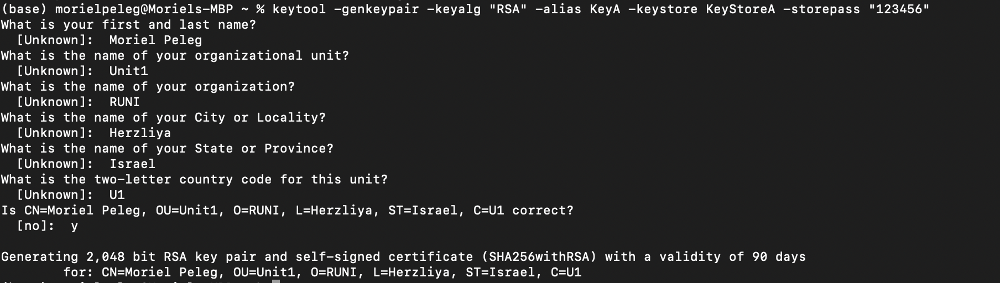 (base) morielpeleg@Moriels-MBP ~ % keytool -genkeypair -keyalg "RSA" -alias KeyA -keystore KeyStoreA -storepass "123456"
What is your first and last name?
  [Unknown]:  Moriel Peleg
What is the name of your organizational unit?
  [Unknown]:  Unit1
What is the name of your organization?
  [Unknown]:  RUNI
What is the name of your City or Locality?
  [Unknown]:  Herzliya
What is the name of your State or Province?
  [Unknown]:  Israel
What is the two-letter country code for this unit?
  [Unknown]:  U1
Is CN=Moriel Peleg, OU=Unit1, O=RUNI, L=Herzliya, ST=Israel, C=U1 correct?
  [no]:  y
Generating 2,048 bit RSA key pair and self-signed certificate (SHA256withRSA) with a validity of 90 days
        for: CN=Moriel Peleg, OU=Unit1, O=RUNI, L=Herzliya, ST=Israel, C=U1